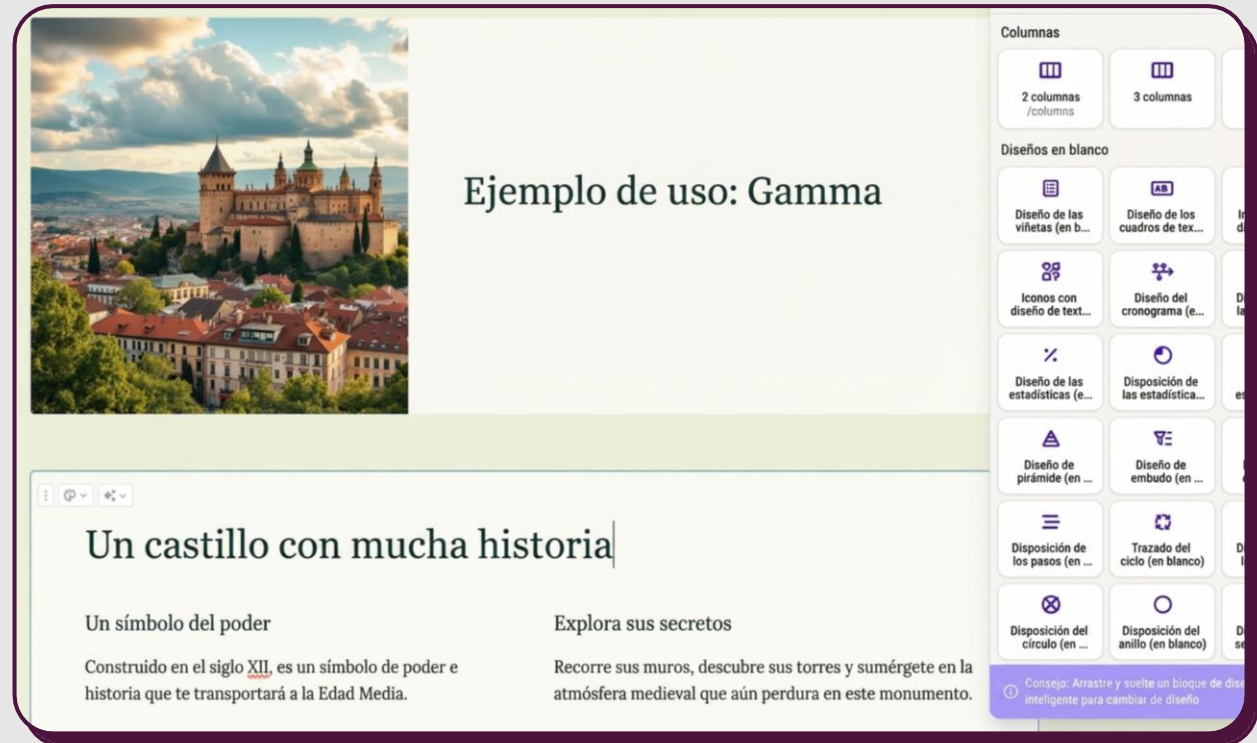 Ejemplo de uso: Gamma
Un castillo con mucha historia
Un símbolo del poder
Construido en el siglo XII, es un símbolo de poder e
historia que te transportará a la Edad Media.
Explora sus secretos
Recorre sus muros, descubre sus torres y sumérgete en la
atmósfera medieval que aún perdura en este monumento.
Columnas
2 columnas
/columns
3 columnas
Diseños en blanco
Diseño de las
viñetas (en b...
Diseño de los
cuadros de tex...
Iconos con
diseño de text...
Diseño del
cronograma (e...
Diseño de las
estadísticas (e...
Disposición de
las estadística...
Diseño de
pirámide (en ...
Diseño de
embudo (en ...
Disposición de
los pasos (en ...
Trazado del
ciclo (en blanco)
Disposición del
círculo (en ...
Disposición del
anillo (en blanco)
Consejo: Arrastre y suelte un bloque de dise
inteligente para cambiar de diseño